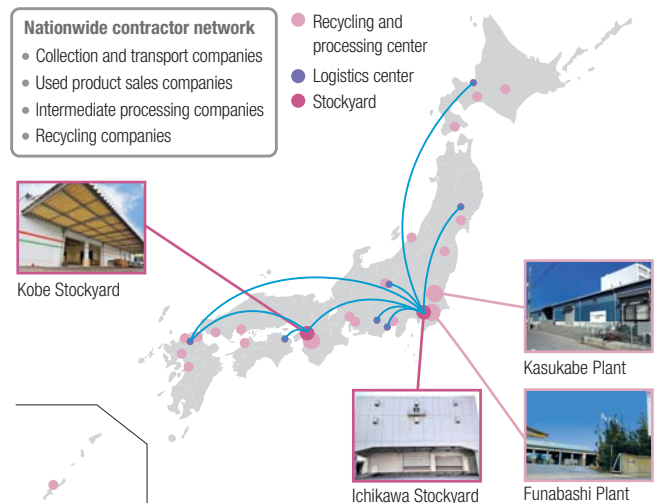 Nationwide contractor network
• Collection and transport companies
• Used product sales companies
• Intermediate processing companies
• Recycling companies
Recycling and
processing center
Logistics center
Stockyard
Kobe Stockyard
Kasukabe Plant
Ichikawa Stockyard
Funabashi Plant